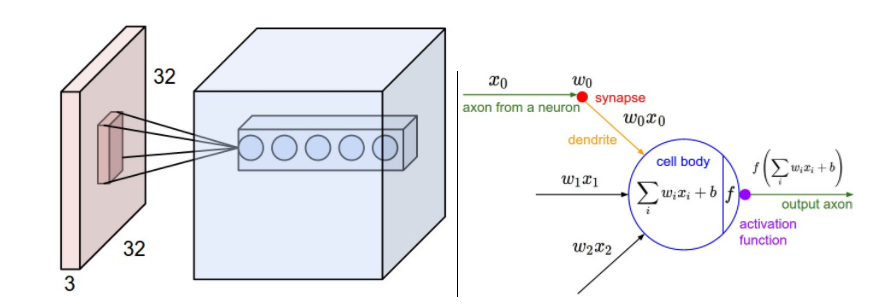 32
32
3
x₀
w₀
axon from a neuron
synapse
w₀x₀
dendrite
cell body
f(∑ᵢ wᵢxᵢ + b)
w₁x₁
∑ᵢ wᵢxᵢ + b
f
output axon
activation
function
w₂x₂